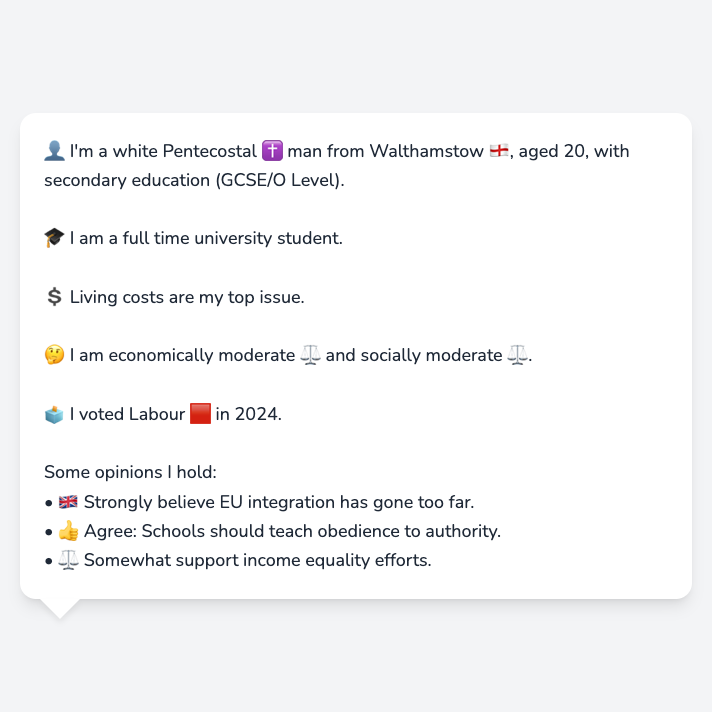 👤 I'm a white Pentecostal ✝️ man from Walthamstow 🏴󠁧󠁢󠁥󠁮󠁧󠁿, aged 20, with
secondary education (GCSE/O Level).
🎓 I am a full time university student.
💲 Living costs are my top issue.
🤔 I am economically moderate ⚖️ and socially moderate ⚖️.
🗳️ I voted Labour 🟥 in 2024.
Some opinions I hold:
• 🇬🇧 Strongly believe EU integration has gone too far.
• 👍 Agree: Schools should teach obedience to authority.
• ⚖️ Somewhat support income equality efforts.